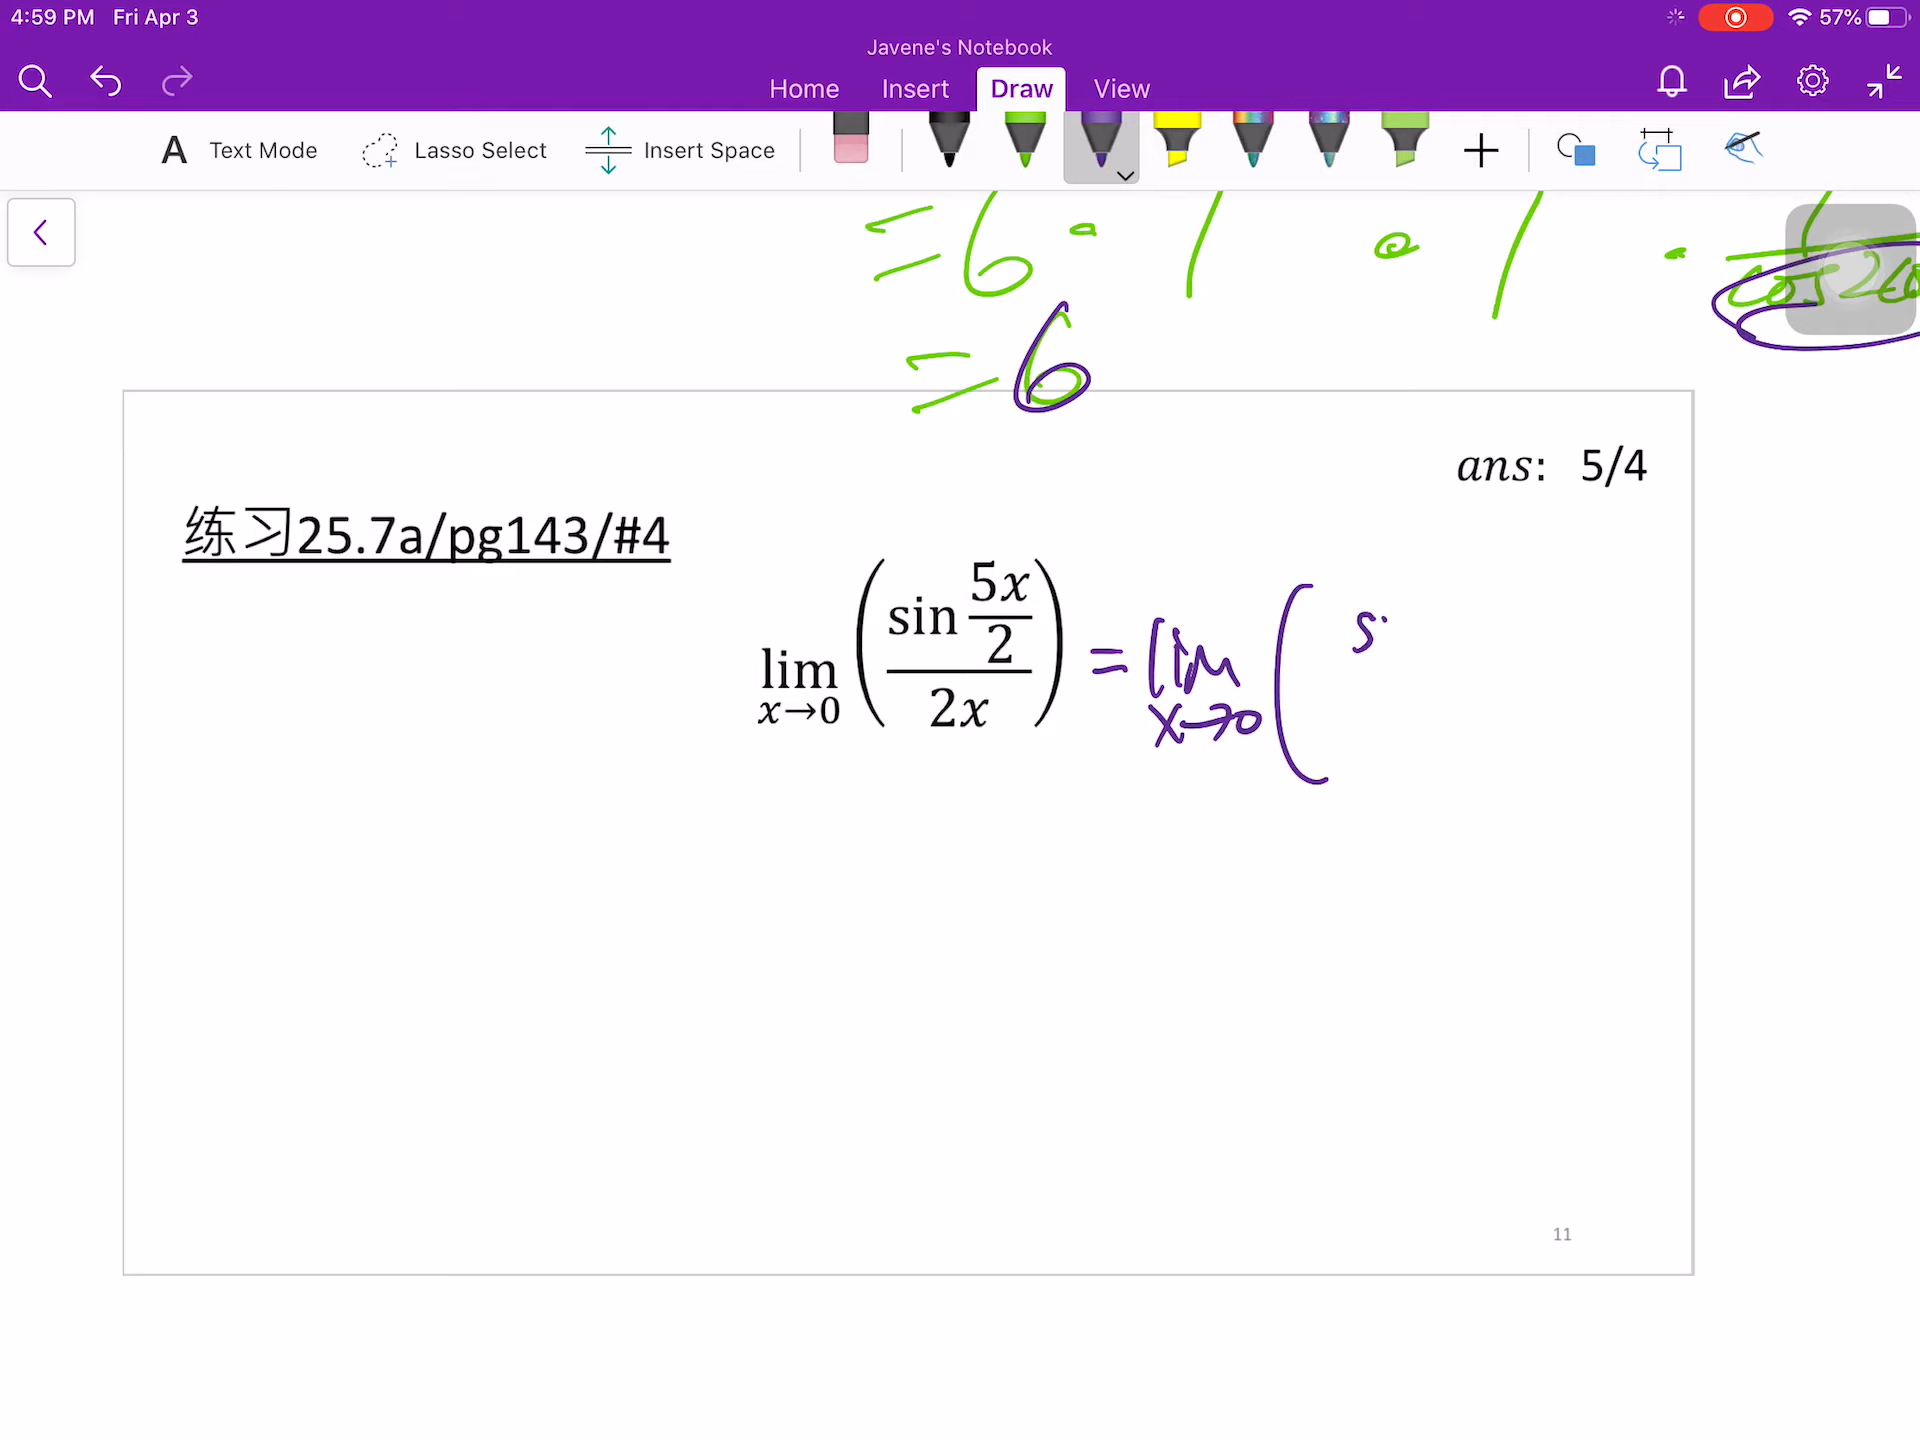 4:59 PM Fri Apr 3
57%
Javene's Notebook
Home Insert Draw View
A Text Mode Lasso Select Insert Space
= 6 · 1 · 1 ·
= 6
ans: 5/4
练习25.7a/pg143/#4
lim x→0 (sin 5x/2 / 2x) = lim x→0 ( s
11